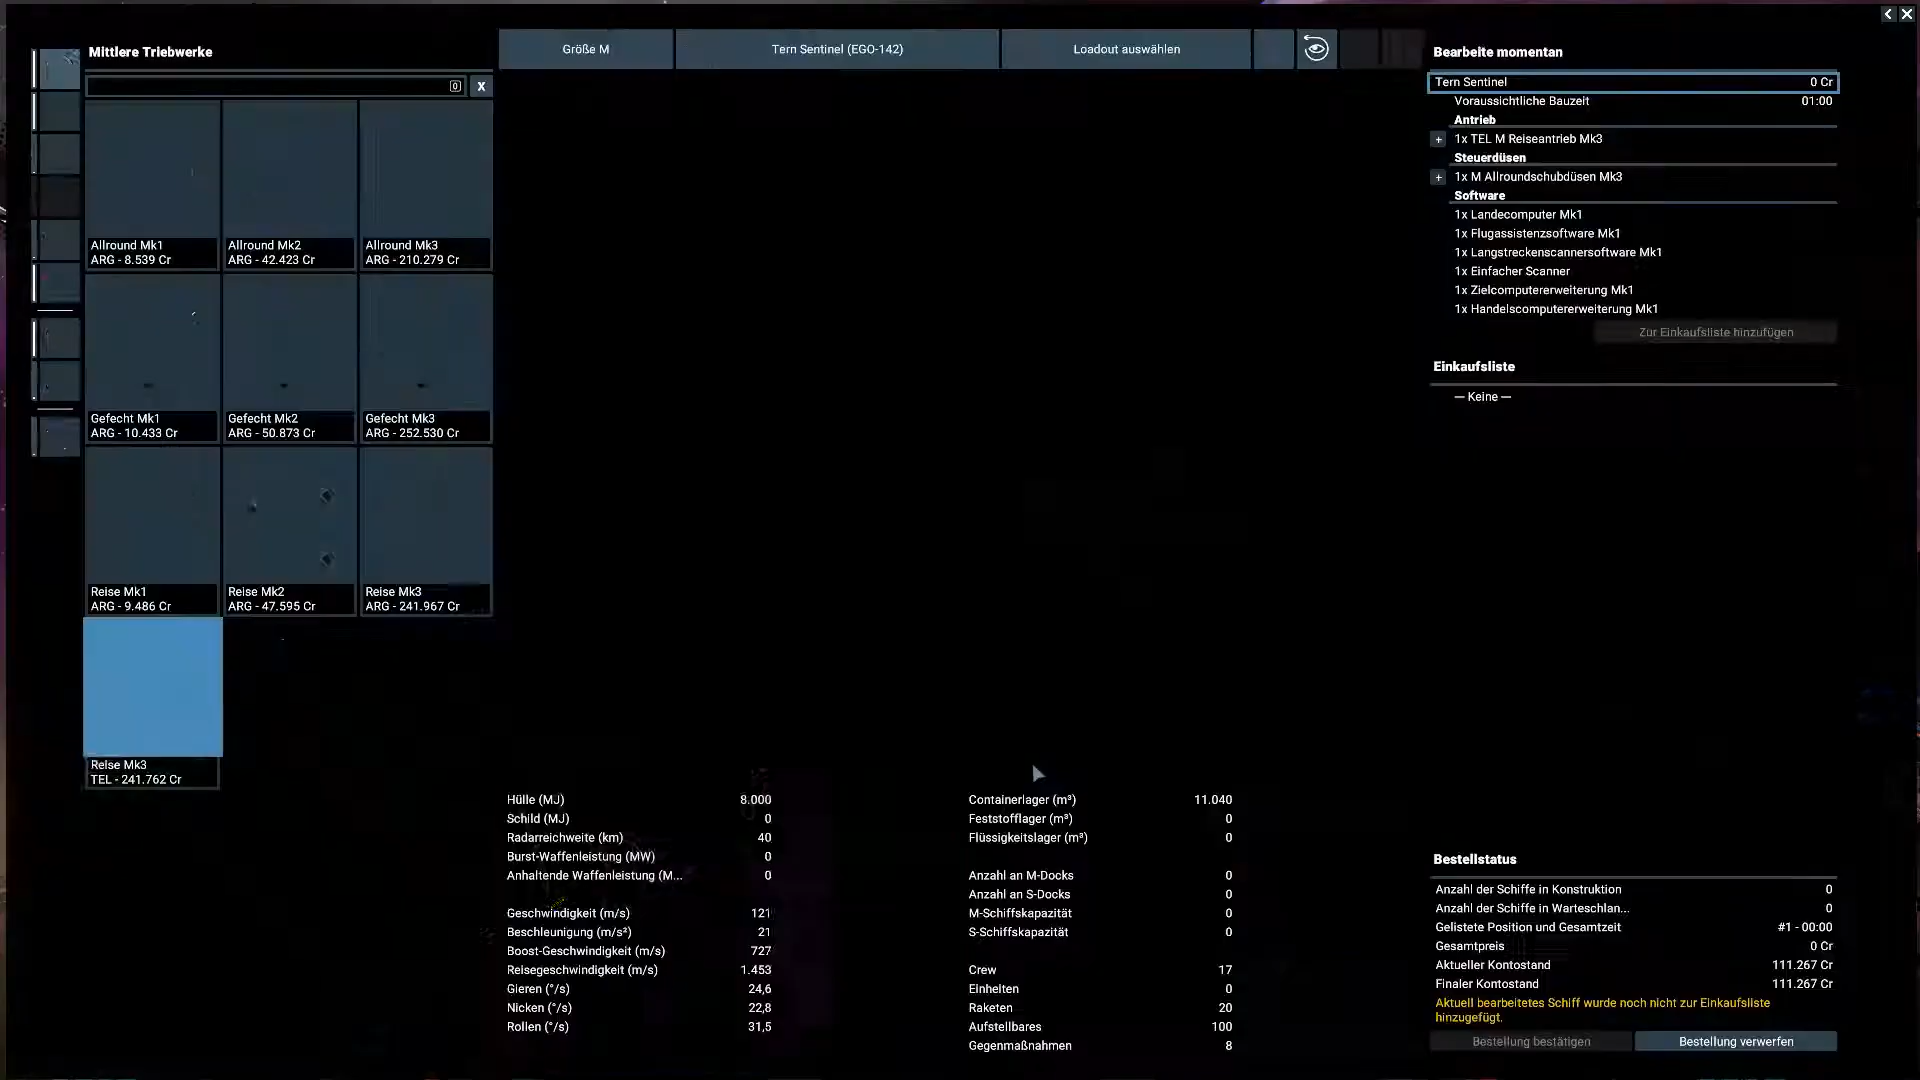 Mittlere Triebwerke
0
X
Allround Mk1
ARG - 8.539 Cr
Allround Mk2
ARG - 42.423 Cr
Allround Mk3
ARG - 210.279 Cr
Gefecht Mk1
ARG - 10.433 Cr
Gefecht Mk2
ARG - 50.873 Cr
Gefecht Mk3
ARG - 252.530 Cr
Reise Mk1
ARG - 9.486 Cr
Reise Mk2
ARG - 47.595 Cr
Reise Mk3
ARG - 241.967 Cr
Reise Mk3
TEL - 241.762 Cr
Größe M
Tern Sentinel (EGO-142)
Loadout auswählen
Hülle (MJ) 8.000
Schild (MJ) 0
Radarreichweite (km) 40
Burst-Waffenleistung (MW) 0
Anhaltende Waffenleistung (M... 0
Geschwindigkeit (m/s) 121
Beschleunigung (m/s²) 21
Boost-Geschwindigkeit (m/s) 727
Reisegeschwindigkeit (m/s) 1.453
Gieren (°/s) 24,6
Nicken (°/s) 22,8
Rollen (°/s) 31,5
Containerlager (m³) 11.040
Feststofflager (m³) 0
Flüssigkeitslager (m³) 0
Anzahl an M-Docks 0
Anzahl an S-Docks 0
M-Schiffskapazität 0
S-Schiffskapazität 0
Crew 17
Einheiten 0
Raketen 20
Aufstellbares 100
Gegenmaßnahmen 8
Bearbeite momentan
Tern Sentinel 0 Cr
Voraussichtliche Bauzeit 01:00
Antrieb
+ 1x TEL M Reiseantrieb Mk3
Steuerdüsen
+ 1x M Allroundschubdüsen Mk3
Software
1x Landecomputer Mk1
1x Flugassistenzsoftware Mk1
1x Langstreckenscannersoftware Mk1
1x Einfacher Scanner
1x Zielcomputererweiterung Mk1
1x Handelscomputererweiterung Mk1
Zur Einkaufsliste hinzufügen
Einkaufsliste
— Keine —
Bestellstatus
Anzahl der Schiffe in Konstruktion 0
Anzahl der Schiffe in Warteschlan... 0
Gelistete Position und Gesamtzeit #1 - 00:00
Gesamtpreis 0 Cr
Aktueller Kontostand 111.267 Cr
Finaler Kontostand 111.267 Cr
Aktuell bearbeitetes Schiff wurde noch nicht zur Einkaufsliste
hinzugefügt.
Bestellung bestätigen
Bestellung verwerfen